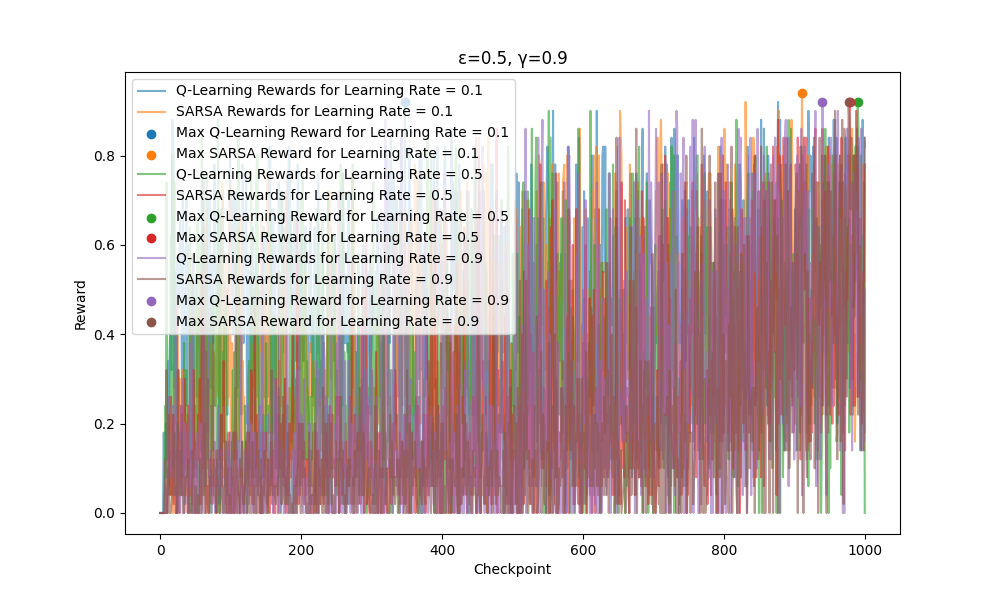 ε=0.5, γ=0.9
Q-Learning Rewards for Learning Rate = 0.1
SARSA Rewards for Learning Rate = 0.1
Max Q-Learning Reward for Learning Rate = 0.1
Max SARSA Reward for Learning Rate = 0.1
Q-Learning Rewards for Learning Rate = 0.5
SARSA Rewards for Learning Rate = 0.5
Max Q-Learning Reward for Learning Rate = 0.5
Max SARSA Reward for Learning Rate = 0.5
Q-Learning Rewards for Learning Rate = 0.9
SARSA Rewards for Learning Rate = 0.9
Max Q-Learning Reward for Learning Rate = 0.9
Max SARSA Reward for Learning Rate = 0.9
Reward
0.8
0.6
0.4
0.2
0.0
0 200 400 600 800 1000
Checkpoint